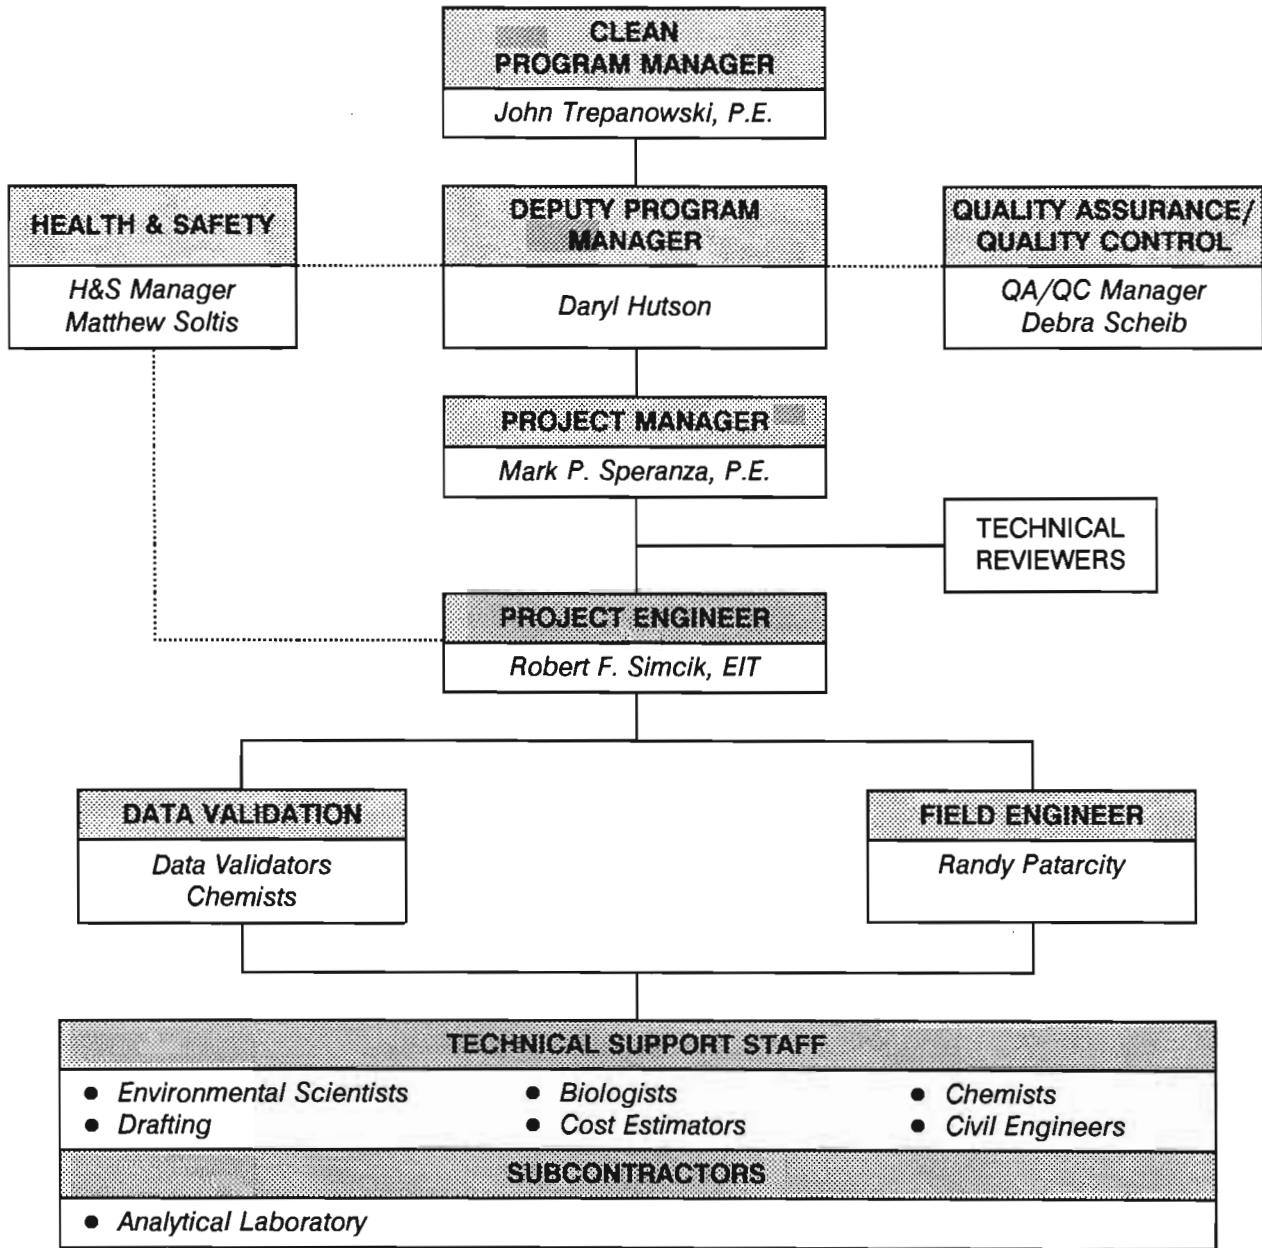 CLEAN
PROGRAM MANAGER
John Trepanowski, P.E.
HEALTH & SAFETY
H&S Manager
Matthew Soltis
DEPUTY PROGRAM
MANAGER
Daryl Hutson
QUALITY ASSURANCE/
QUALITY CONTROL
QA/QC Manager
Debra Scheib
PROJECT MANAGER
Mark P. Speranza, P.E.
TECHNICAL
REVIEWERS
PROJECT ENGINEER
Robert F. Simcik, EIT
DATA VALIDATION
Data Validators
Chemists
FIELD ENGINEER
Randy Patarcity
TECHNICAL SUPPORT STAFF
• Environmental Scientists
• Biologists
• Chemists
• Drafting
• Cost Estimators
• Civil Engineers
SUBCONTRACTORS
• Analytical Laboratory